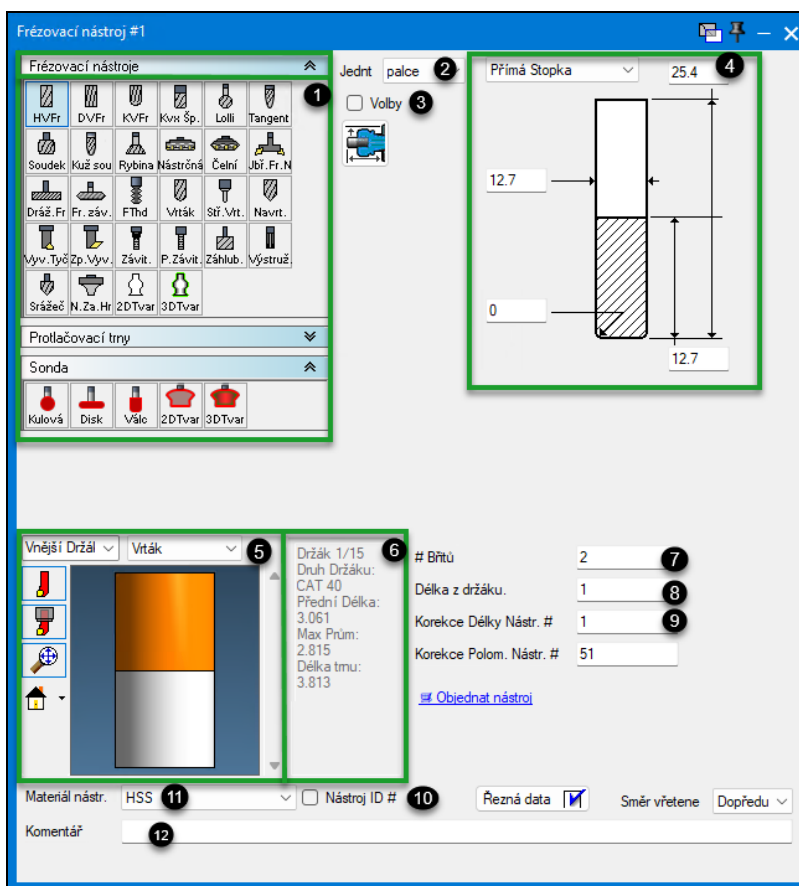 Frézovací nástroj #1
Frézovací nástroje
HVFr DVFr KVFr Kvx Šp. Lolli Tangent
Soudek Kuž sou Rybina Nástrčná Čelní Jbř.Fr.N
Dráž.Fr Fr. záv. FThd Vrták Stř.Vrt. Navrt.
Vyv.Tyč Zp.Vyv. Závit. P.Závit. Záhlub. Výstruž.
Srážeč N.Za.Hr 2DTvar 3DTvar
Protlačovací trny
Sonda
Kulová Disk Válc 2DTvar 3DTvar
1
Jednt palce 2
Volby 3
Přímá Stopka 25.4 4
12.7
0
12.7
Vnější Držál Vrták 5
Držák 1/15 6
Druh Držáku:
CAT 40
Přední Délka:
3.061
Max Prům:
2.815
Délka trnu:
3.813
# Břitů 2 7
Délka z držáku. 1 8
Korekce Délky Nástr. # 1 9
Korekce Polom. Nástr. # 51
Objednat nástroj
Materiál nástr. HSS 11 Nástroj ID # 10 Řezná data Směr vřetene Dopředu
Komentář 12